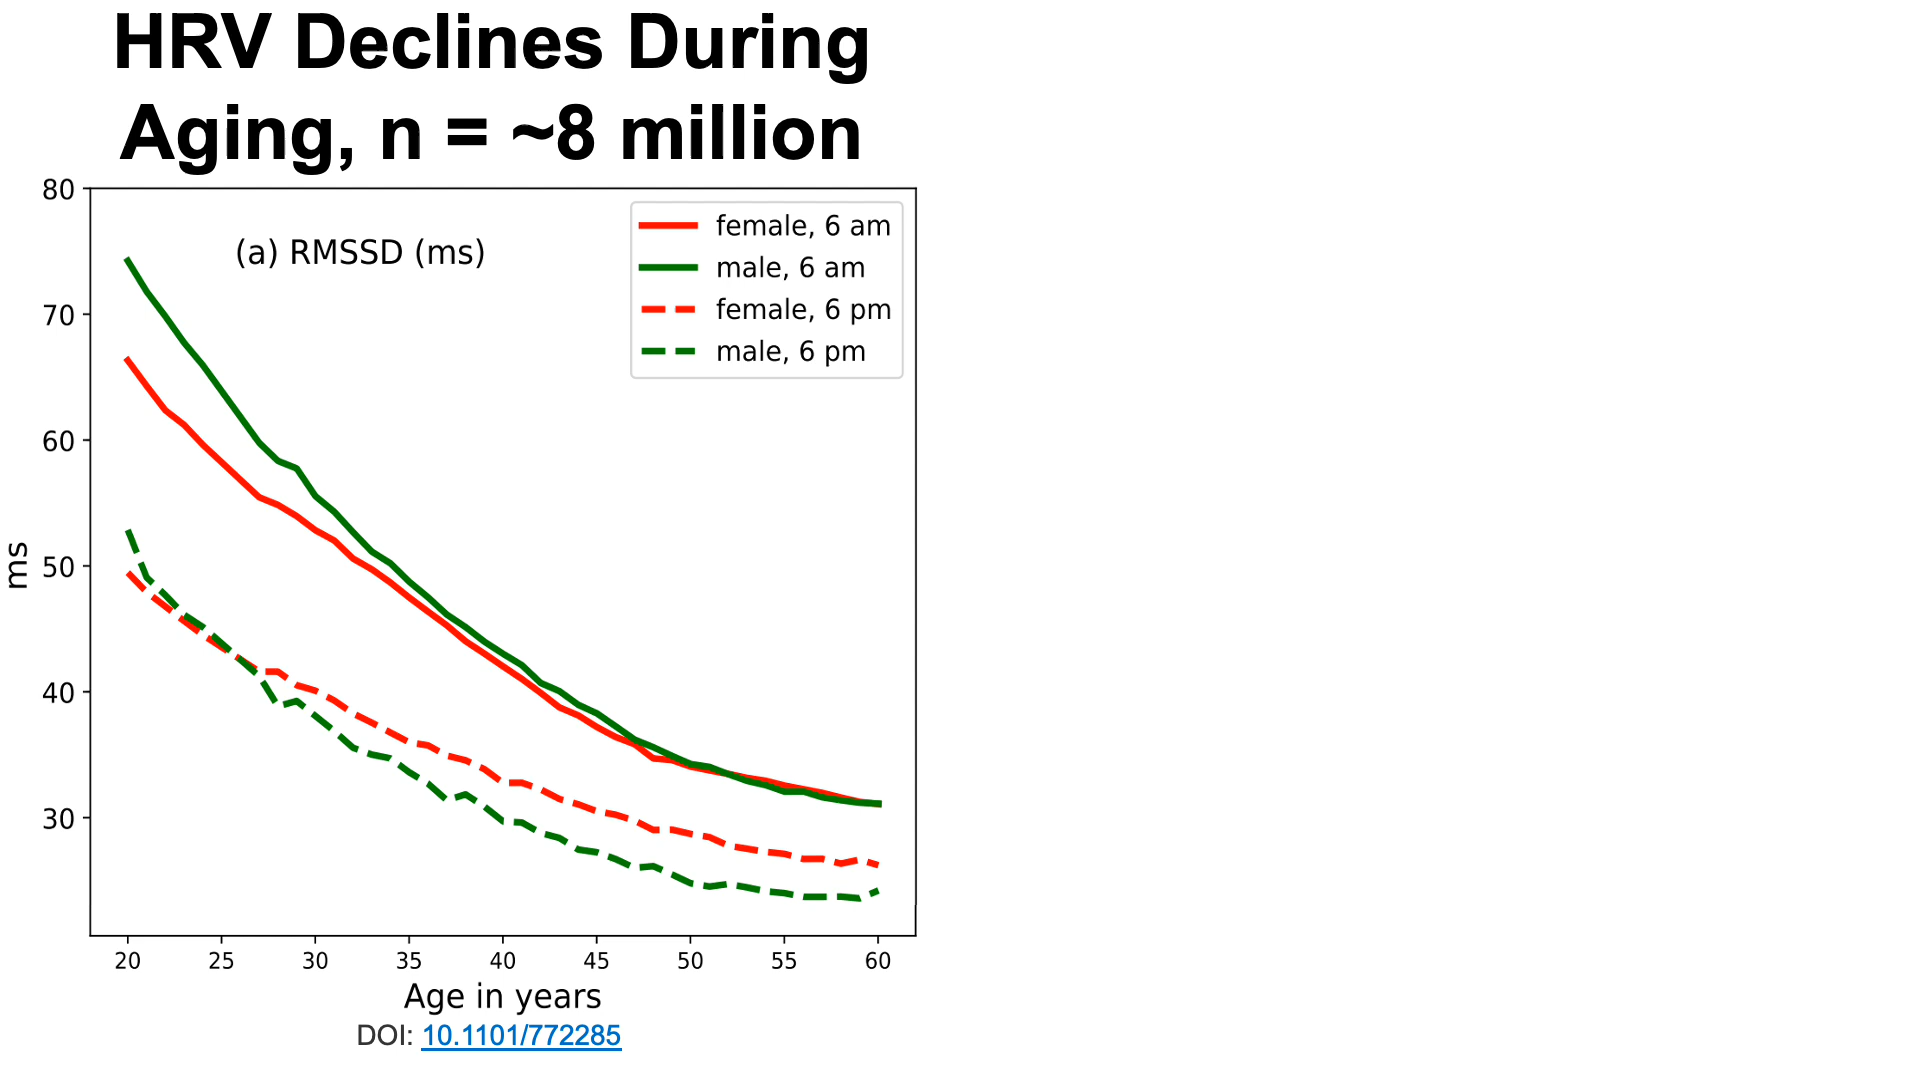 HRV Declines During
Aging, n = ~8 million
80
70
60
50
40
30
ms
(a) RMSSD (ms)
female, 6 am
male, 6 am
female, 6 pm
male, 6 pm
20 25 30 35 40 45 50 55 60
Age in years
DOI: 10.1101/772285